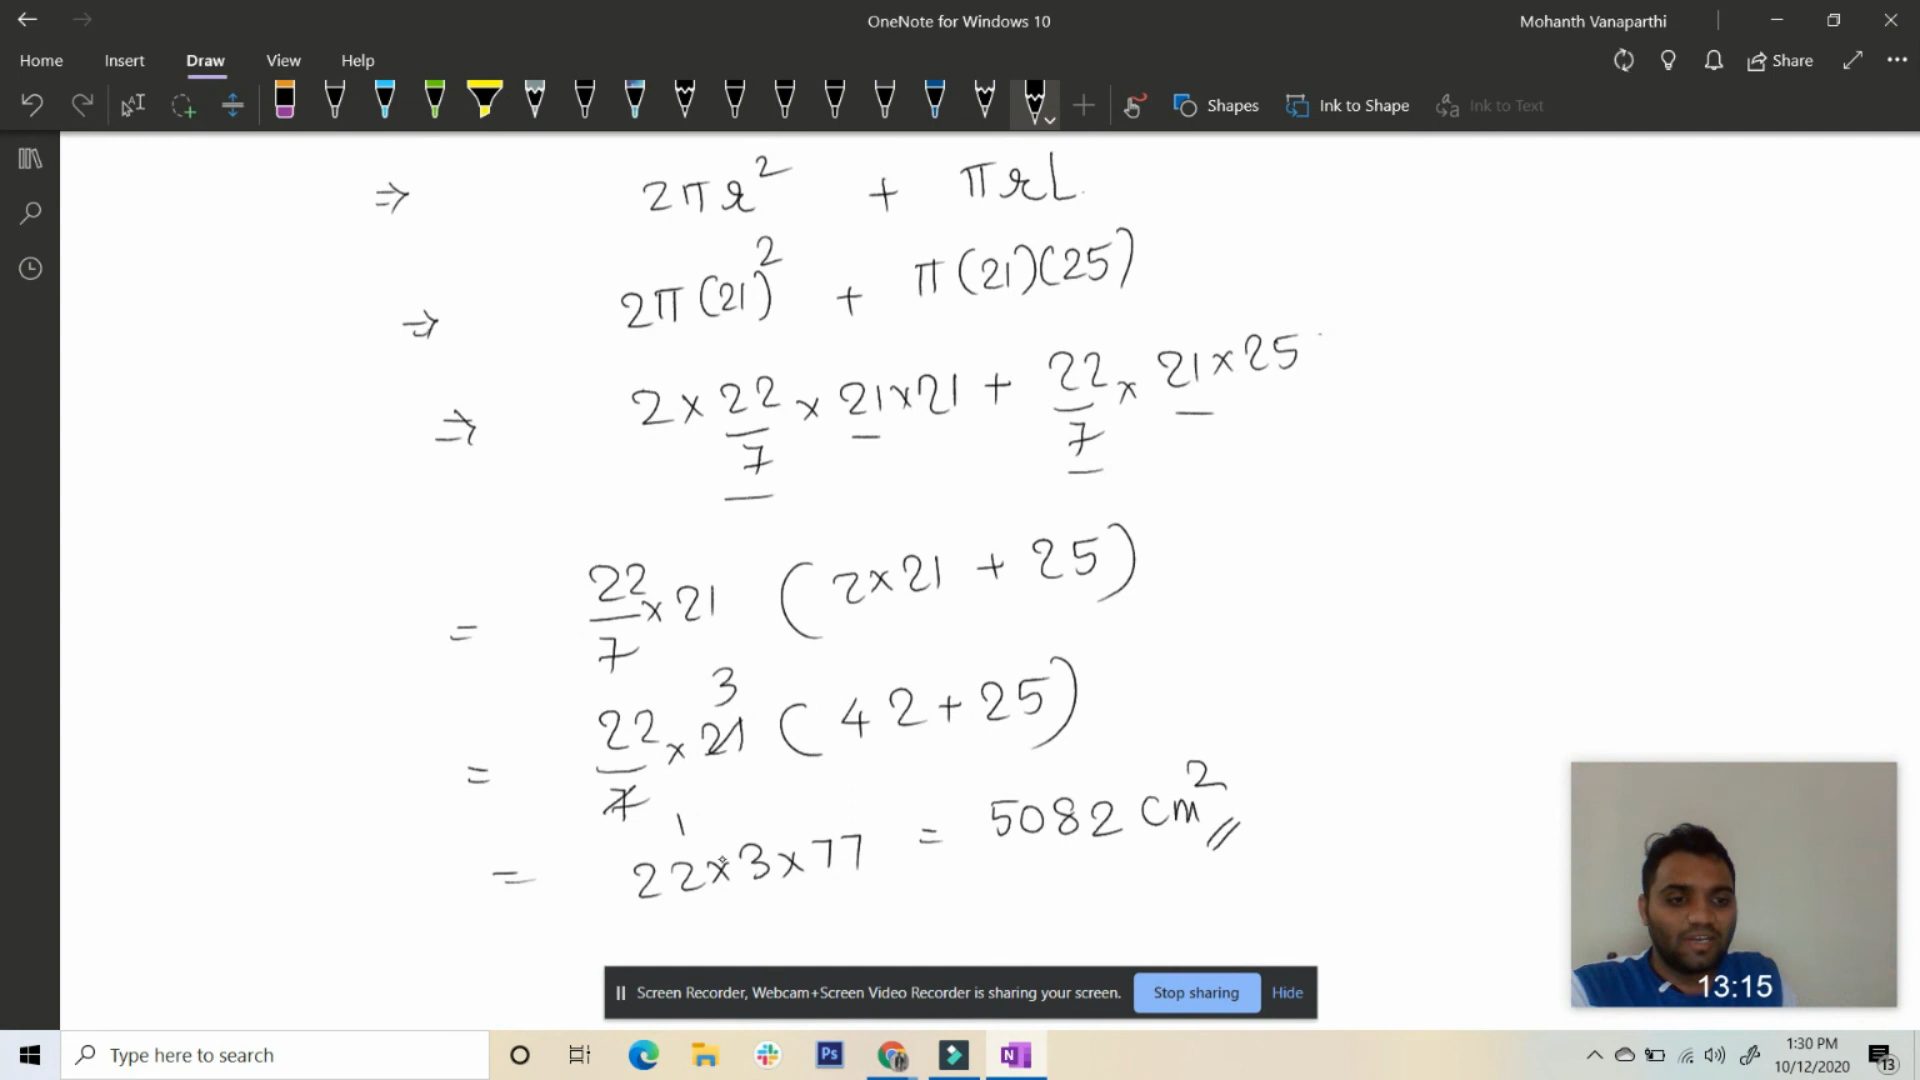 OneNote for Windows 10
Mohanth Vanaparthi
Home Insert Draw View Help
Share
Shapes Ink to Shape Ink to Text
⇒ 2πr² + πrL
⇒ 2π(21)² + π(21)(25)
⇒ 2 × 22/7 × 21 × 21 + 22/7 × 21 × 25
= 22/7 × 21 (2×21 + 25)
3
= 22/7 × 21 (42 + 25)
1
= 22×3×77 = 5082 cm²
13:15
Screen Recorder, Webcam+Screen Video Recorder is sharing your screen. Stop sharing Hide
Type here to search
Ps
N
1:30 PM
10/12/2020
13